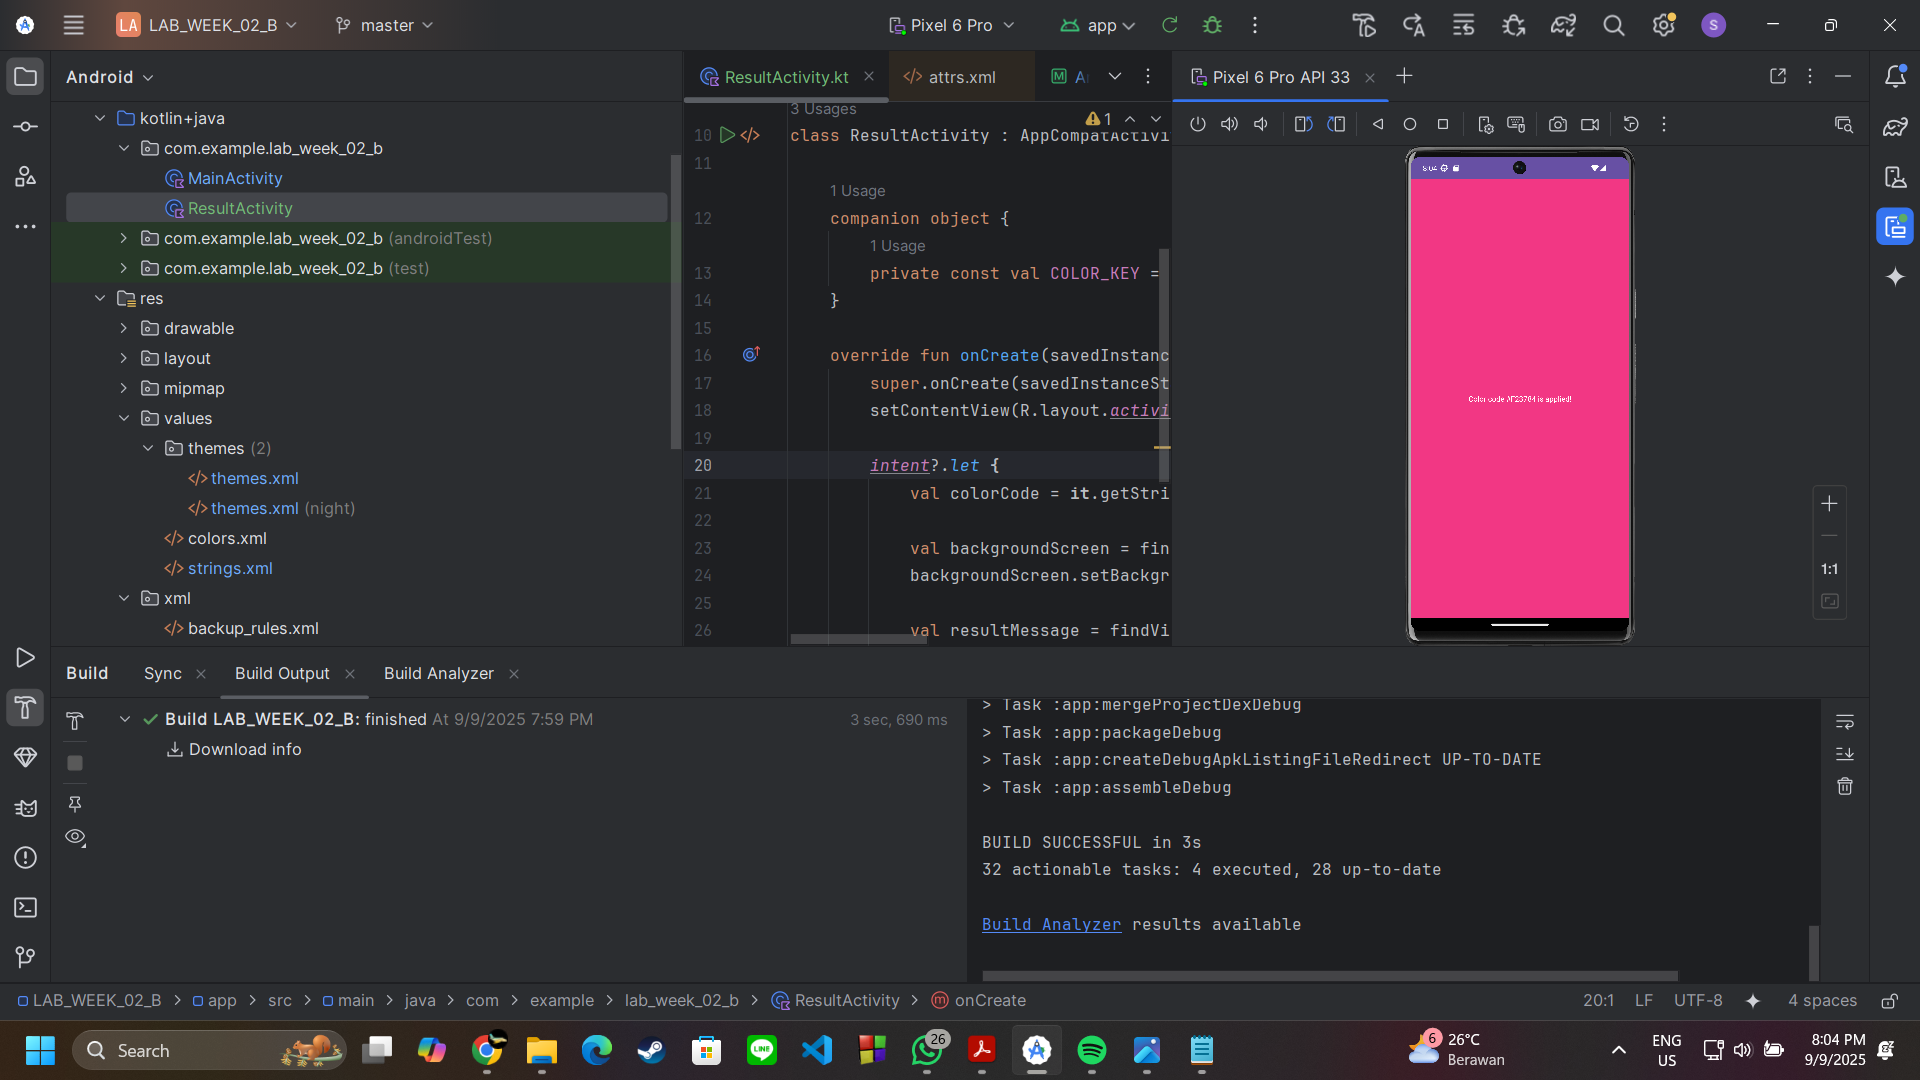 LA LAB_WEEK_02_B
master
Pixel 6 Pro
app
S
Android
kotlin+java
com.example.lab_week_02_b
MainActivity
ResultActivity
com.example.lab_week_02_b (androidTest)
com.example.lab_week_02_b (test)
res
drawable
layout
mipmap
values
themes (2)
themes.xml
themes.xml (night)
colors.xml
strings.xml
xml
backup_rules.xml
ResultActivity.kt
attrs.xml
3 Usages
1
10 class ResultActivity : AppCompatActivi
11
1 Usage
12 companion object {
1 Usage
13 private const val COLOR_KEY =
14 }
15
16 override fun onCreate(savedInstanc
17 super.onCreate(savedInstanceSt
18 setContentView(R.layout.activi
19
20 intent?.let {
21 val colorCode = it.getStri
22
23 val backgroundScreen = fin
24 backgroundScreen.setBackgr
25
26 val resultMessage = findVi
Pixel 6 Pro API 33
8:04
Color code is applied!
1:1
Build
Sync
Build Output
Build Analyzer
Build LAB_WEEK_02_B: finished At 9/9/2025 7:59 PM
3 sec, 690 ms
Download info
> Task :app:mergeProjectDexDebug
> Task :app:packageDebug
> Task :app:createDebugApkListingFileRedirect UP-TO-DATE
> Task :app:assembleDebug
BUILD SUCCESSFUL in 3s
32 actionable tasks: 4 executed, 28 up-to-date
Build Analyzer results available
LAB_WEEK_02_B > app > src > main > java > com > example > lab_week_02_b > ResultActivity > onCreate
20:1 LF UTF-8 4 spaces
Search
26
6
26°C
Berawan
ENG
US
8:04 PM
9/9/2025